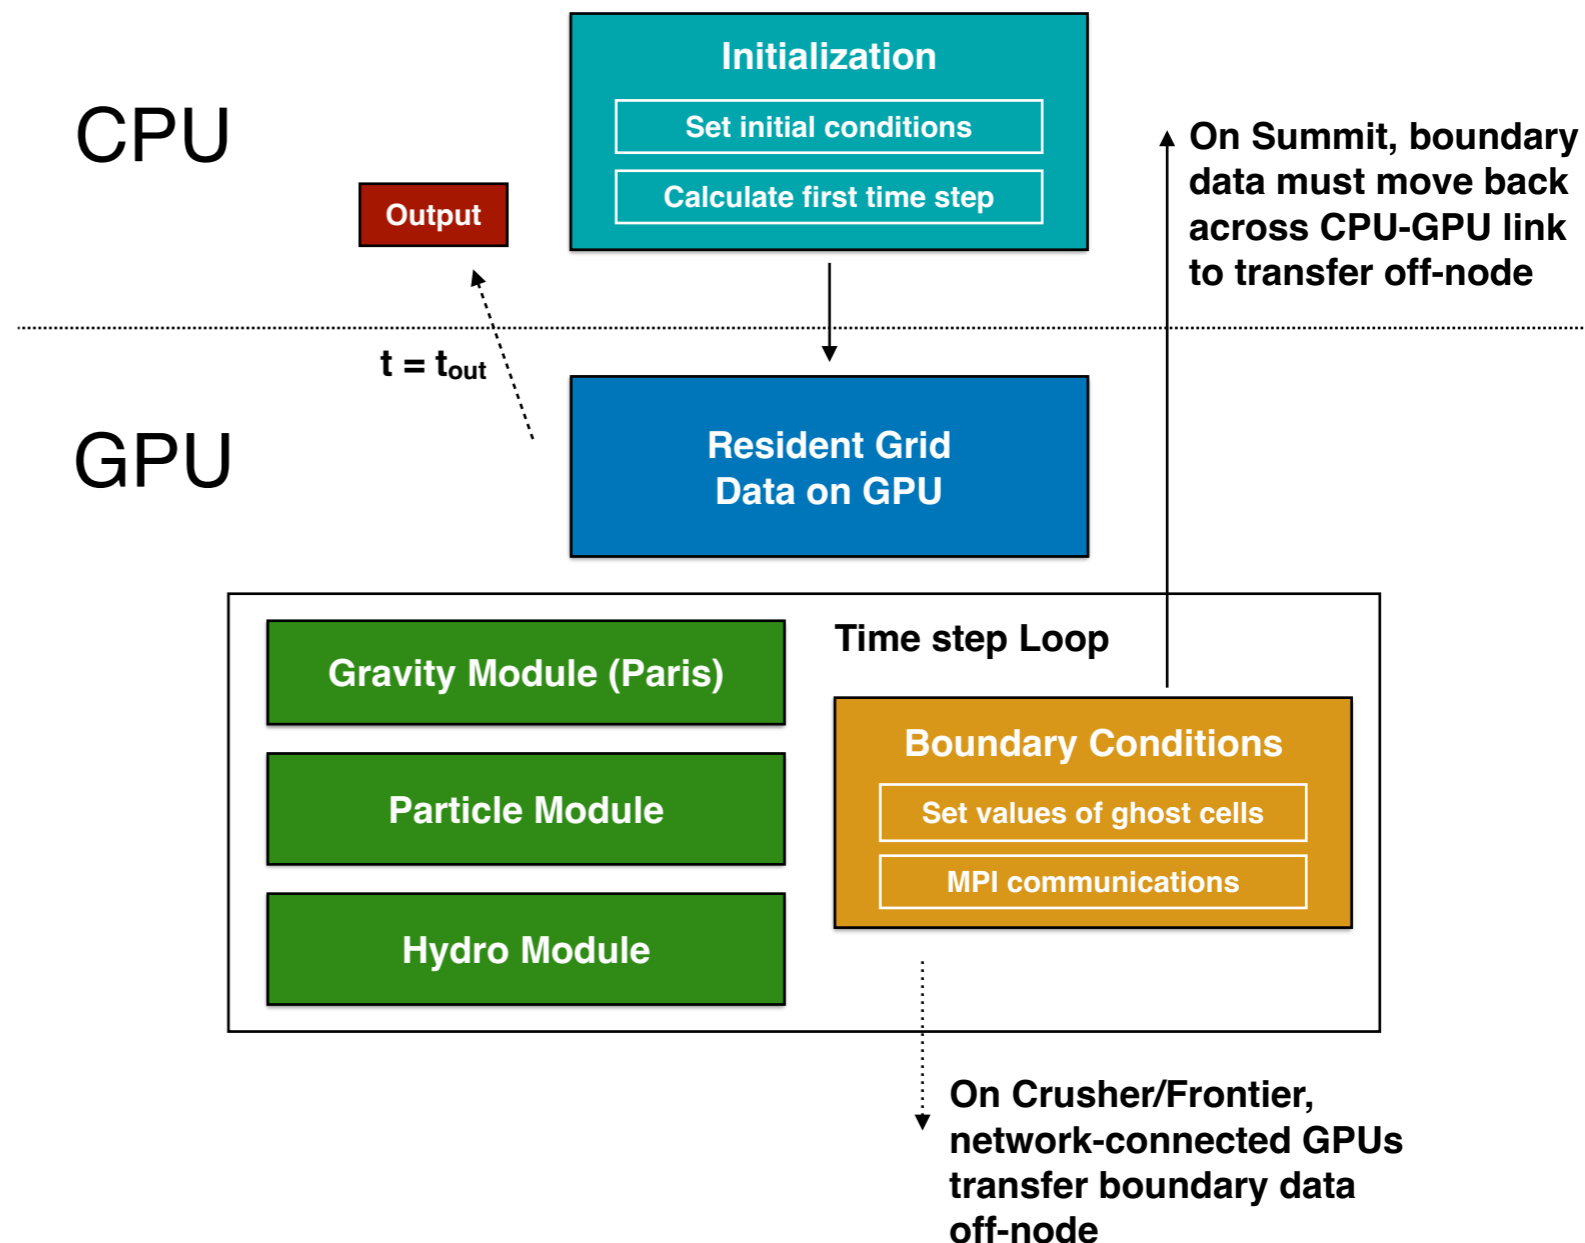 CPU
Initialization
Set initial conditions
Calculate first time step
Output
On Summit, boundary
data must move back
across CPU-GPU link
to transfer off-node
t = tout
GPU
Resident Grid
Data on GPU
Time step Loop
Gravity Module (Paris)
Particle Module
Hydro Module
Boundary Conditions
Set values of ghost cells
MPI communications
On Crusher/Frontier,
network-connected GPUs
transfer boundary data
off-node